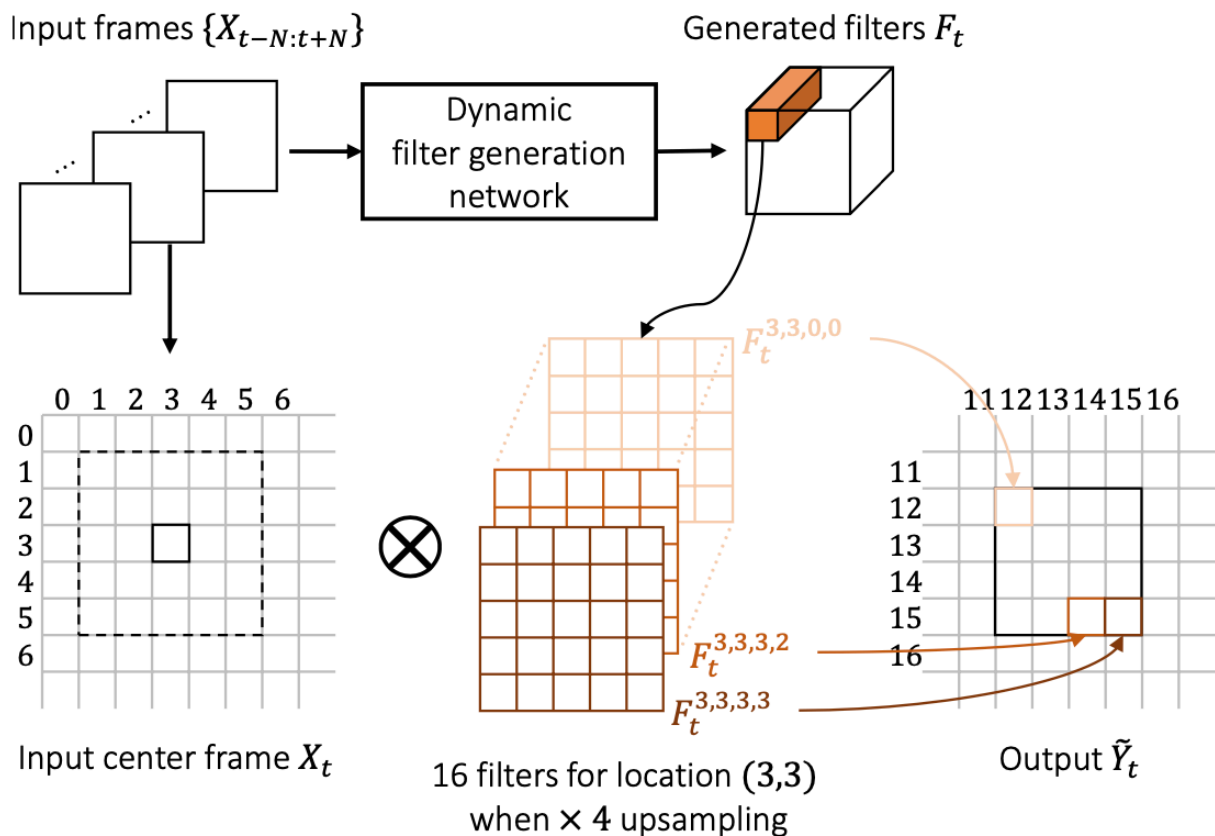 Input frames {X_{t−N:t+N}}
Generated filters F_t
Dynamic
filter generation
network
F_t^{3,3,0,0}
0 1 2 3 4 5 6
0
1
2
3
4
5
6
11 12 13 14 15 16
11
12
13
14
15
16
F_t^{3,3,3,2}
F_t^{3,3,3,3}
Input center frame X_t
16 filters for location (3,3)
when × 4 upsampling
Output Ỹ_t